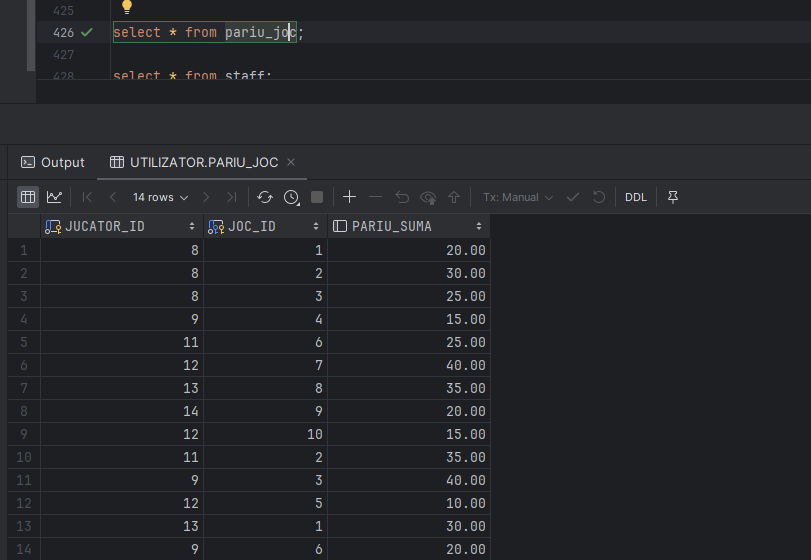 425
426 select * from pariu_joc;
427
428 select * from staff;
Output UTILIZATOR.PARIU_JOC
14 rows Tx: Manual DDL
JUCATOR_ID JOC_ID PARIU_SUMA
1 8 1 20.00
2 8 2 30.00
3 8 3 25.00
4 9 4 15.00
5 11 6 25.00
6 12 7 40.00
7 13 8 35.00
8 14 9 20.00
9 12 10 15.00
10 11 2 35.00
11 9 3 40.00
12 12 5 10.00
13 13 1 30.00
14 9 6 20.00